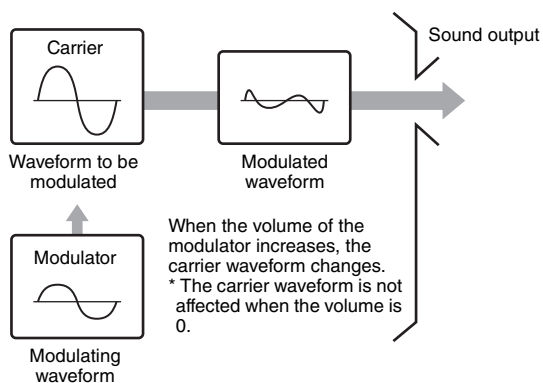 Carrier
Sound output
Waveform to be
modulated
Modulated
waveform
Modulator
Modulating
waveform
When the volume of the
modulator increases, the
carrier waveform changes.
* The carrier waveform is not
affected when the volume is
0.